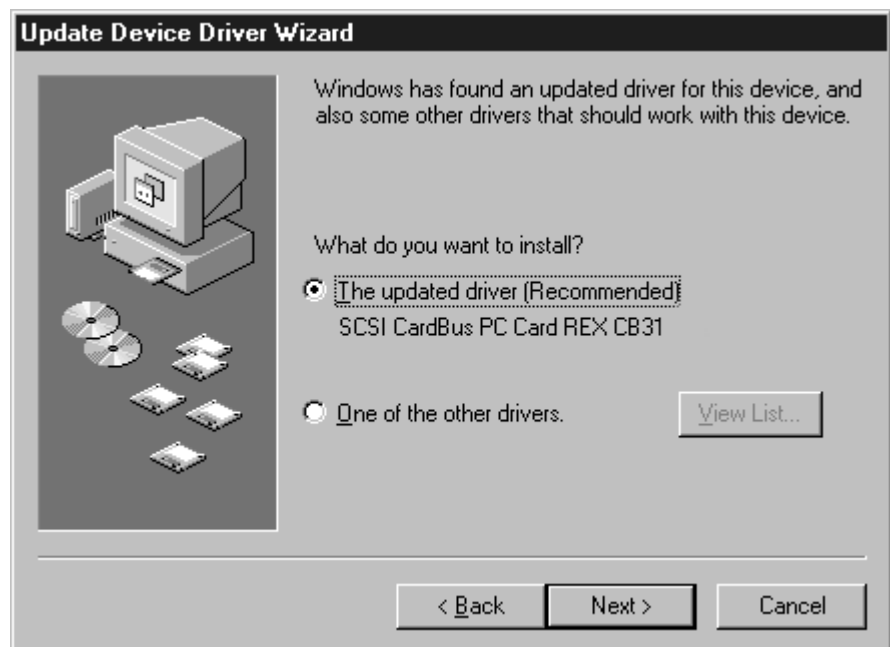 Update Device Driver Wizard
Windows has found an updated driver for this device, and
also some other drivers that should work with this device.
What do you want to install?
The updated driver (Recommended)
SCSI CardBus PC Card REX CB31
One of the other drivers.
View List...
< Back
Next >
Cancel